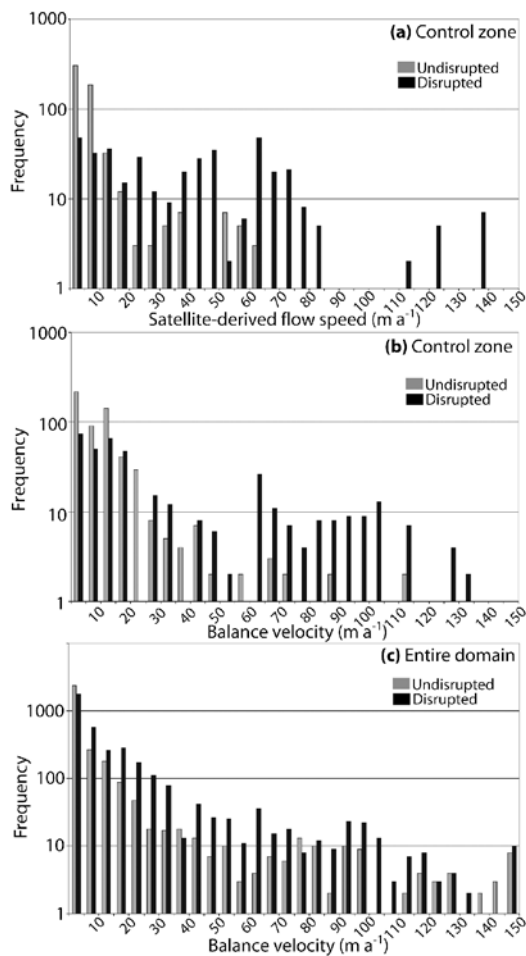 1000
(a) Control zone
Undisrupted
Disrupted
100
Frequency
10
1
10 20 30 40 50 60 70 80 90 100 110 120 130 140 150
Satellite-derived flow speed (m a⁻¹)
1000
(b) Control zone
Undisrupted
Disrupted
100
Frequency
10
1
10 20 30 40 50 60 70 80 90 100 110 120 130 140 150
Balance velocity (m a⁻¹)
(c) Entire domain
Undisrupted
Disrupted
1000
Frequency
100
10
1
10 20 30 40 50 60 70 80 90 100 110 120 130 140 150
Balance velocity (m a⁻¹)